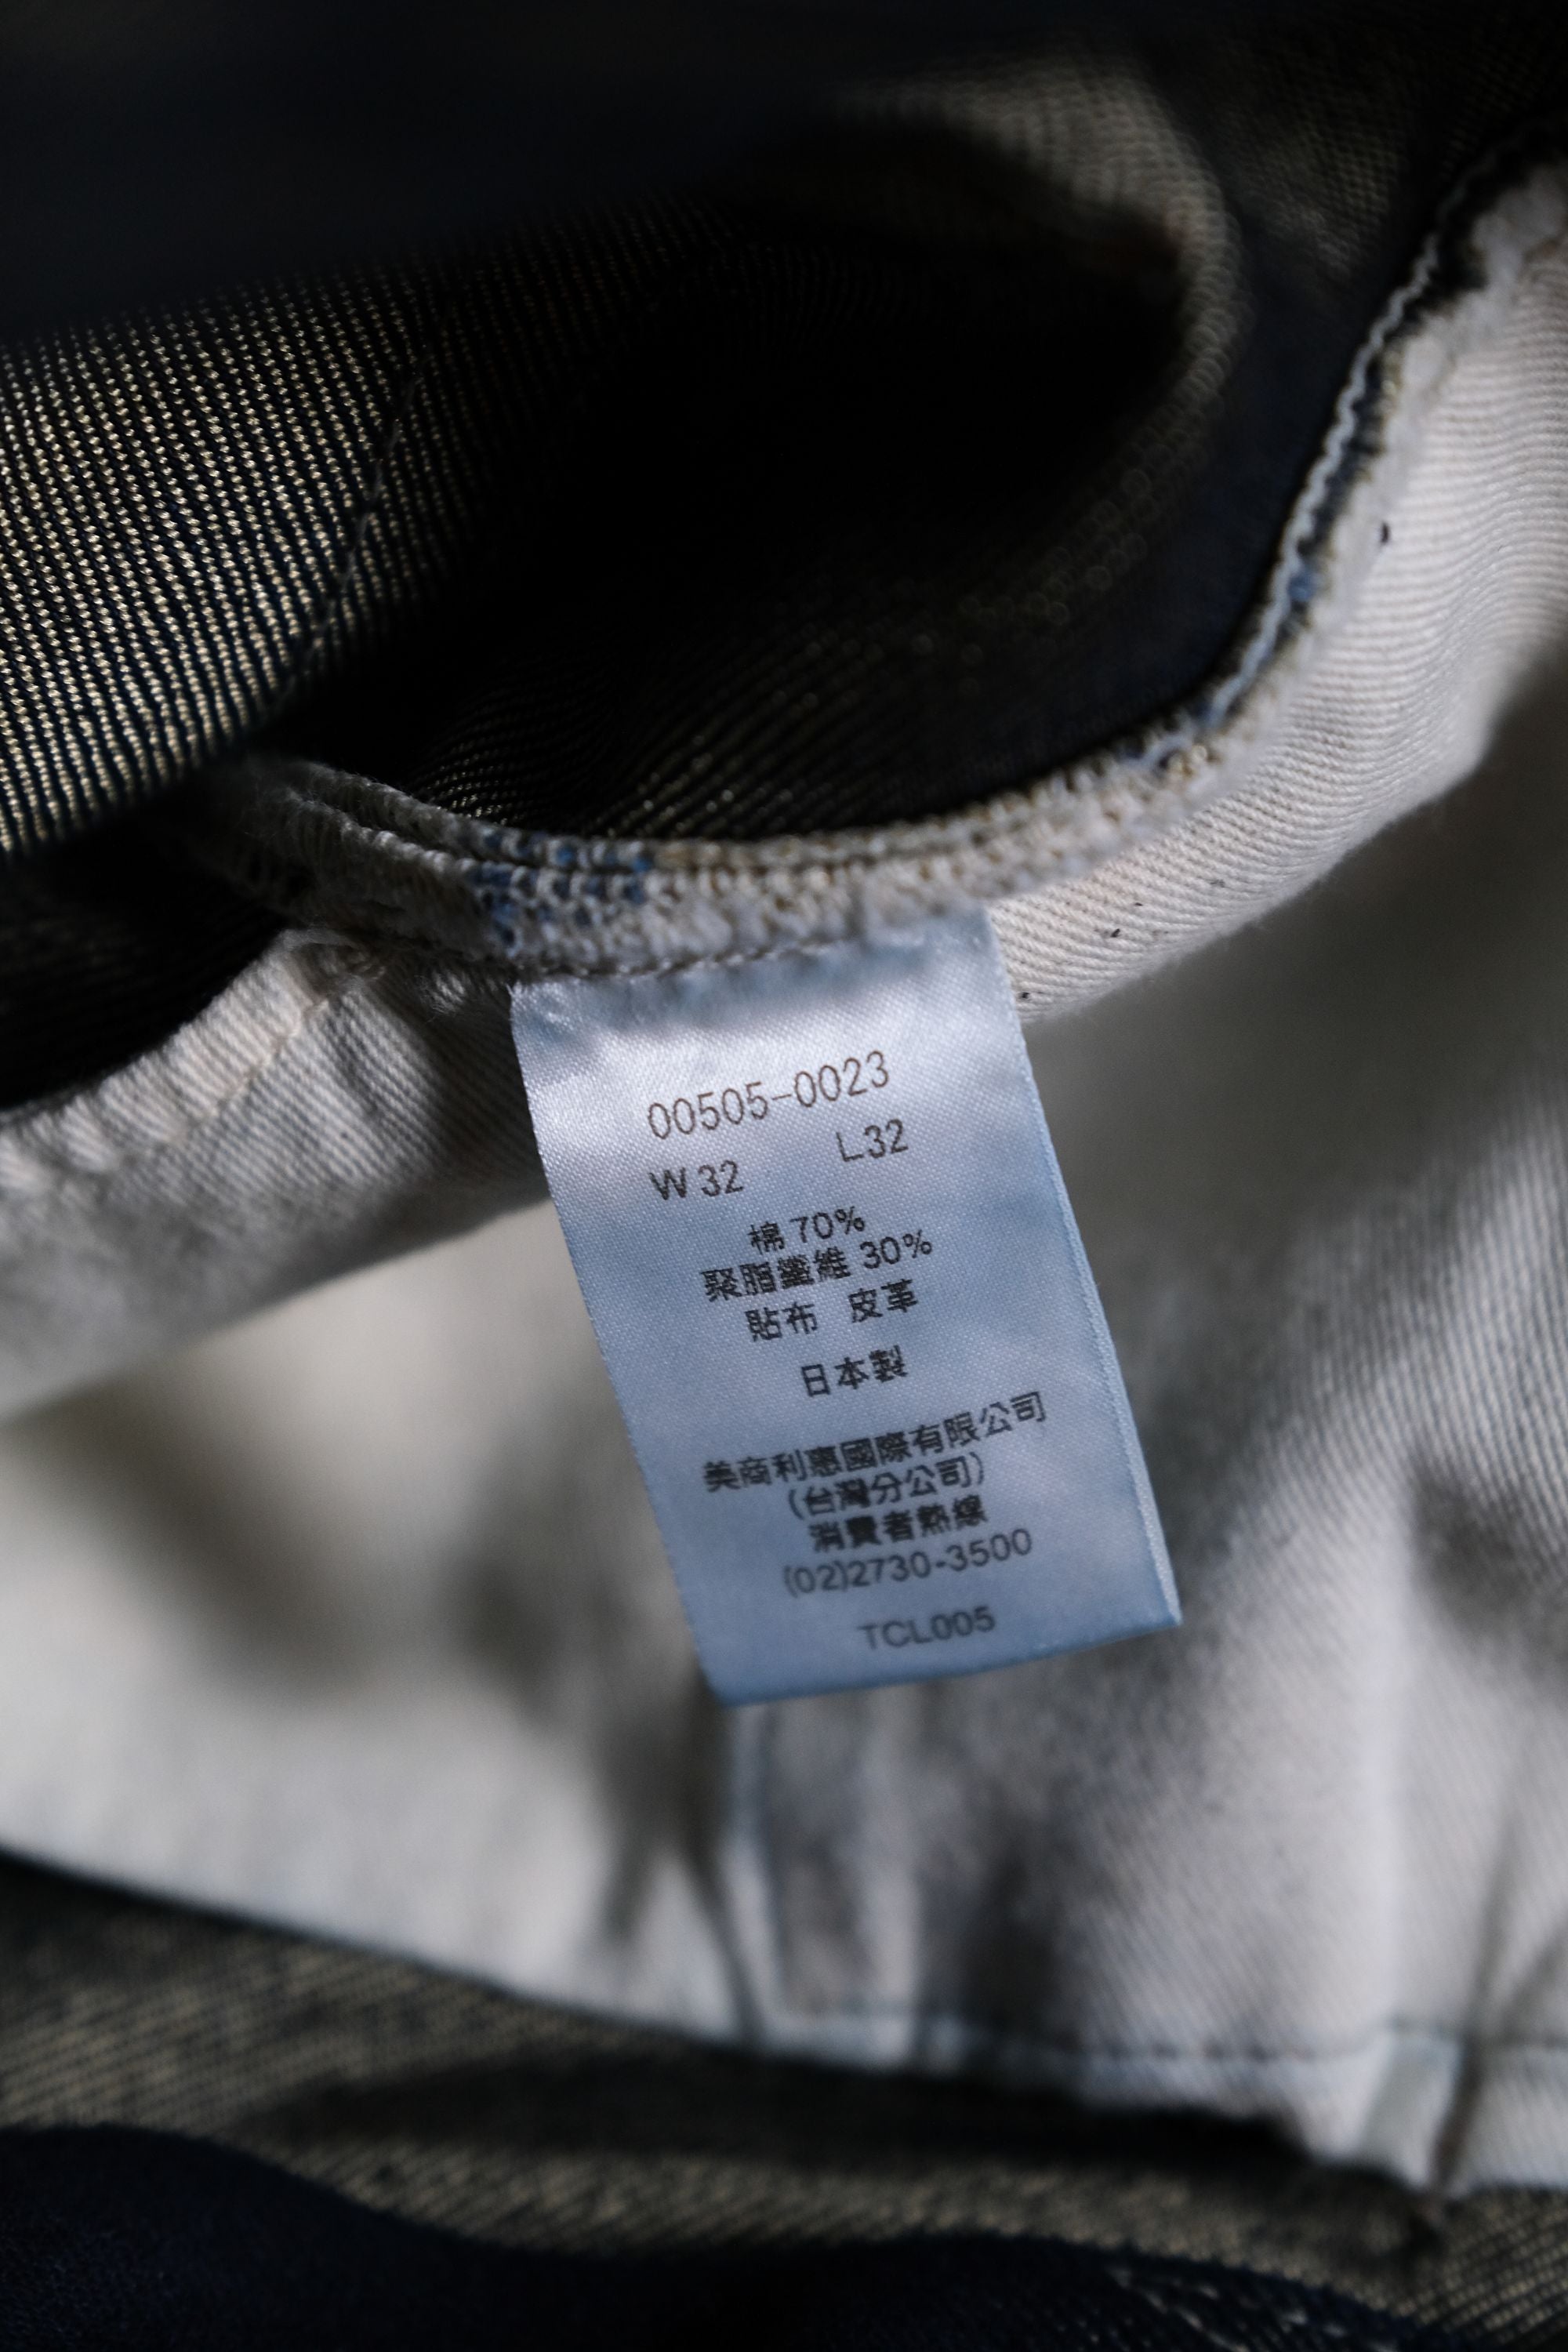 00505-0023
W 32 L32
棉 70%
聚脂纖維 30%
貼布 皮革
日本製
美商利惠國際有限公司
(台灣分公司)
消費者熱線
(02)2730-3500
TCL005